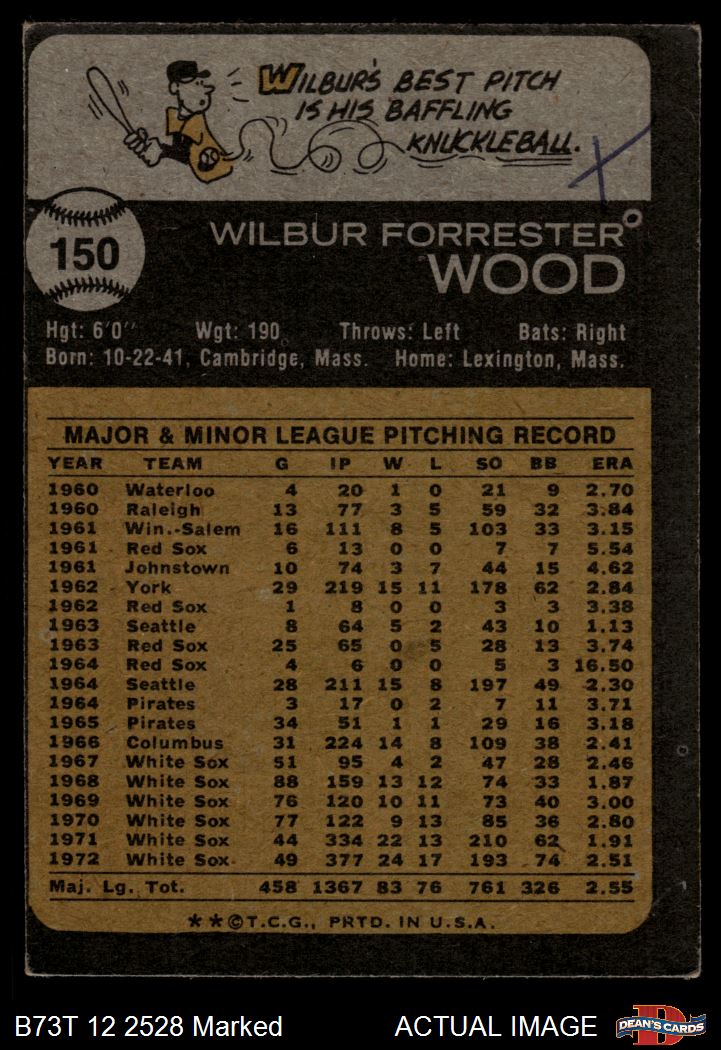 WILBUR'S BEST PITCH
IS HIS BAFFLING
KNUCKLEBALL.
150
WILBUR FORRESTER
WOOD
Hgt: 6'0" Wgt: 190 Throws: Left Bats: Right
Born: 10-22-41, Cambridge, Mass. Home: Lexington, Mass.
MAJOR & MINOR LEAGUE PITCHING RECORD
YEAR TEAM G IP W L SO BB ERA
1960 Waterloo 4 20 1 0 21 9 2.70
1960 Raleigh 13 77 3 5 59 32 3.84
1961 Win.-Salem 16 111 8 5 103 33 3.15
1961 Red Sox 6 13 0 0 7 7 5.54
1961 Johnstown 10 74 3 7 44 15 4.62
1962 York 29 219 15 11 178 62 2.84
1962 Red Sox 1 8 0 0 3 3 3.38
1963 Seattle 8 64 5 2 43 10 1.13
1963 Red Sox 25 65 0 5 28 13 3.74
1964 Red Sox 4 6 0 0 5 3 16.50
1964 Seattle 28 211 15 8 197 49 2.30
1964 Pirates 3 17 0 2 7 11 3.71
1965 Pirates 34 51 1 1 29 16 3.18
1966 Columbus 31 224 14 8 109 38 2.41
1967 White Sox 51 95 4 2 47 28 2.46
1968 White Sox 88 159 13 12 74 33 1.87
1969 White Sox 76 120 10 11 73 40 3.00
1970 White Sox 77 122 9 13 85 36 2.80
1971 White Sox 44 334 22 13 210 62 1.91
1972 White Sox 49 377 24 17 193 74 2.51
Maj. Lg. Tot. 458 1367 83 76 761 326 2.55
**©T.C.G., PRTD. IN U.S.A.
B73T 12 2528 Marked ACTUAL IMAGE DEAN'S CARDS